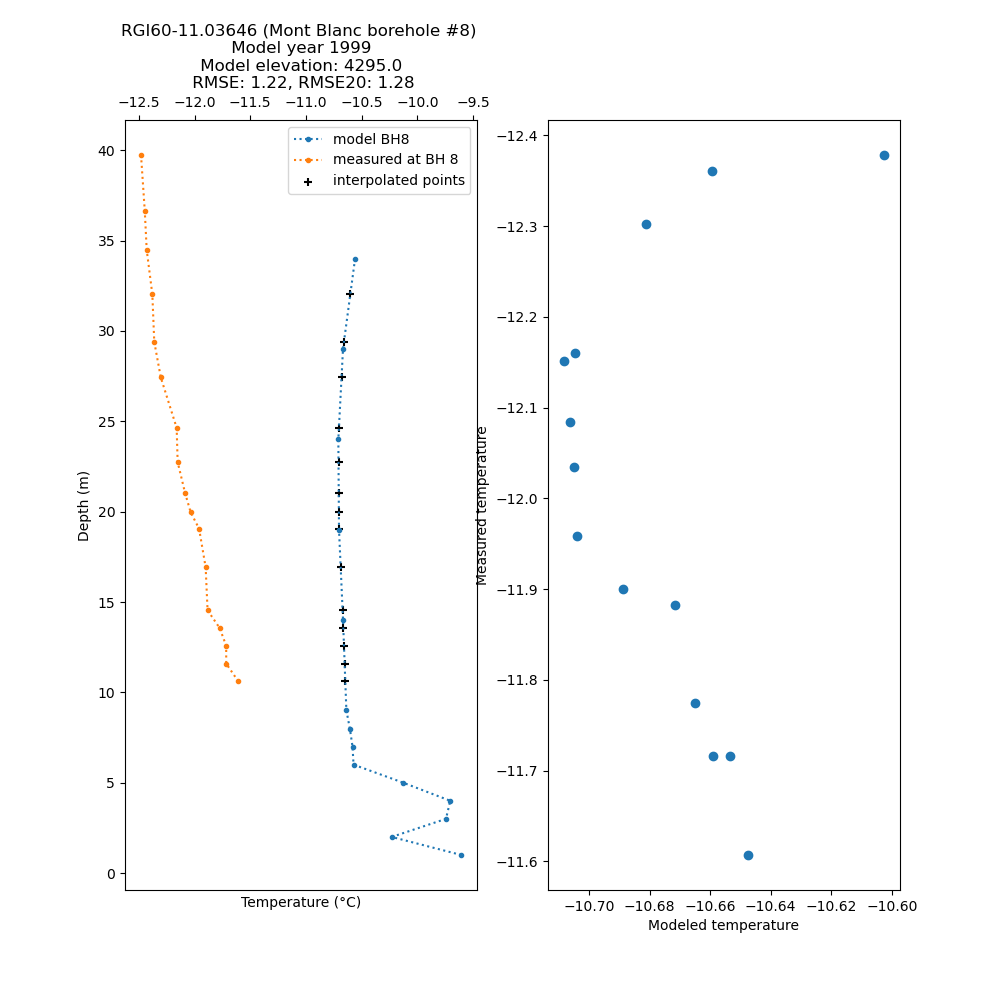 RGI60-11.03646 (Mont Blanc borehole #8)
Model year 1999
Model elevation: 4295.0
RMSE: 1.22, RMSE20: 1.28
−12.5 −12.0 −11.5 −11.0 −10.5 −10.0 −9.5
model BH8
measured at BH 8
interpolated points
40
35
30
25
20
15
10
5
0
Depth (m)
Temperature (°C)
−12.4
−12.3
−12.2
−12.1
−12.0
−11.9
−11.8
−11.7
−11.6
Measured temperature
−10.70 −10.68 −10.66 −10.64 −10.62 −10.60
Modeled temperature